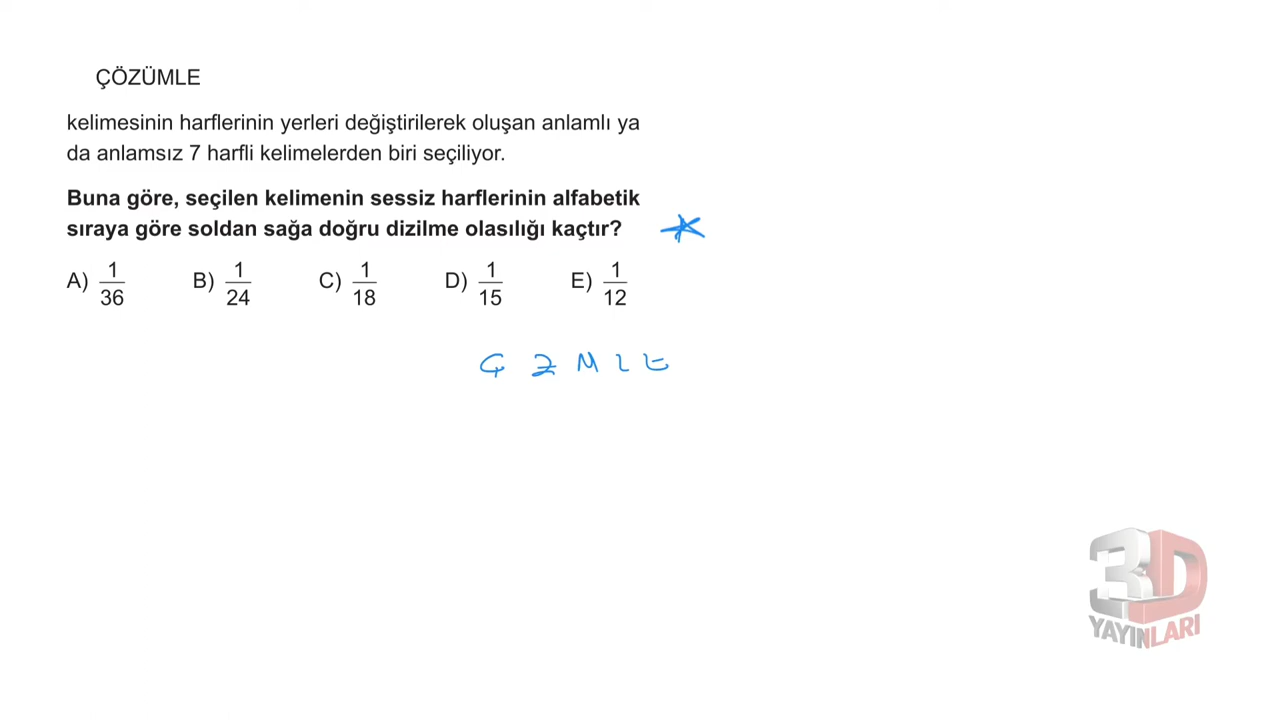 ÇÖZÜMLE
kelimesinin harflerinin yerleri değiştirilerek oluşan anlamlı ya
da anlamsız 7 harfli kelimelerden biri seçiliyor.
Buna göre, seçilen kelimenin sessiz harflerinin alfabetik
sıraya göre soldan sağa doğru dizilme olasılığı kaçtır?
A) 1/36 B) 1/24 C) 1/18 D) 1/15 E) 1/12
Ç Z M L E
3D
YAYINLARI